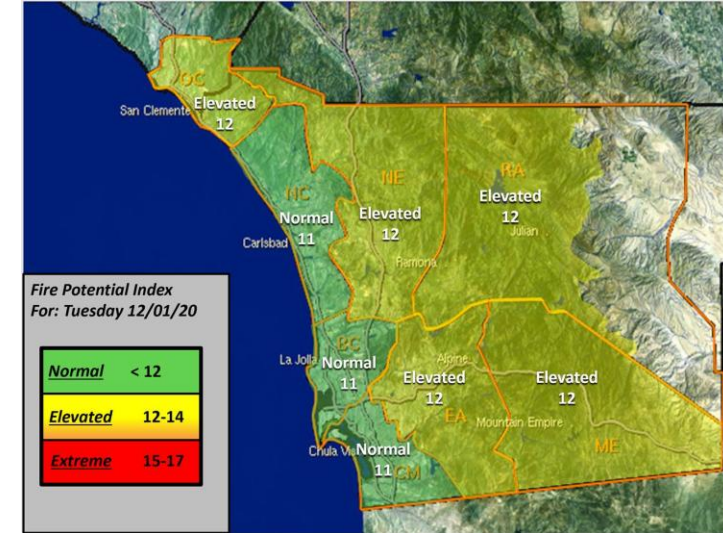 OC
Elevated
12
San Clemente
NC
Normal
11
Carlsbad
NE
Elevated
12
Ramona
RA
Elevated
12
Julian
Fire Potential Index
For: Tuesday 12/01/20
Normal < 12
Elevated 12-14
Extreme 15-17
BC
La Jolla
Normal
11
Alpine
Elevated
12
EA
Elevated
12
Mountain Empire
ME
Chula Vi
Normal
11
CM